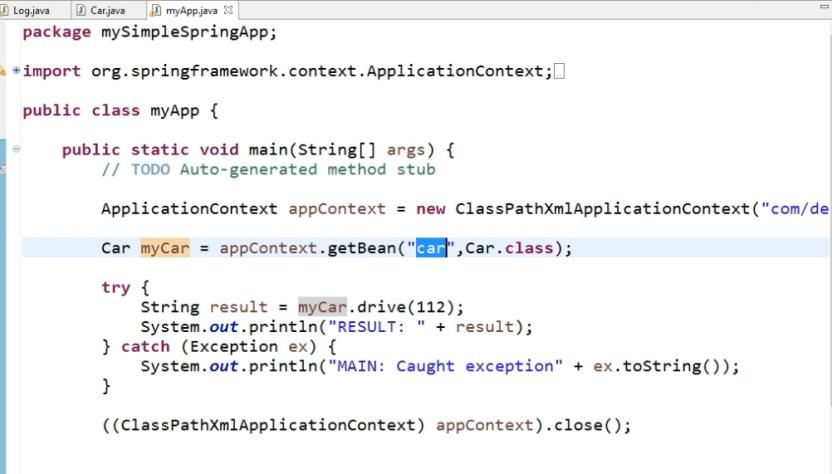 Log.java Car.java myApp.java
package mySimpleSpringApp;
import org.springframework.context.ApplicationContext;
public class myApp {
public static void main(String[] args) {
// TODO Auto-generated method stub
ApplicationContext appContext = new ClassPathXmlApplicationContext("com/de
Car myCar = appContext.getBean("car",Car.class);
try {
String result = myCar.drive(112);
System.out.println("RESULT: " + result);
} catch (Exception ex) {
System.out.println("MAIN: Caught exception" + ex.toString());
}
((ClassPathXmlApplicationContext) appContext).close();